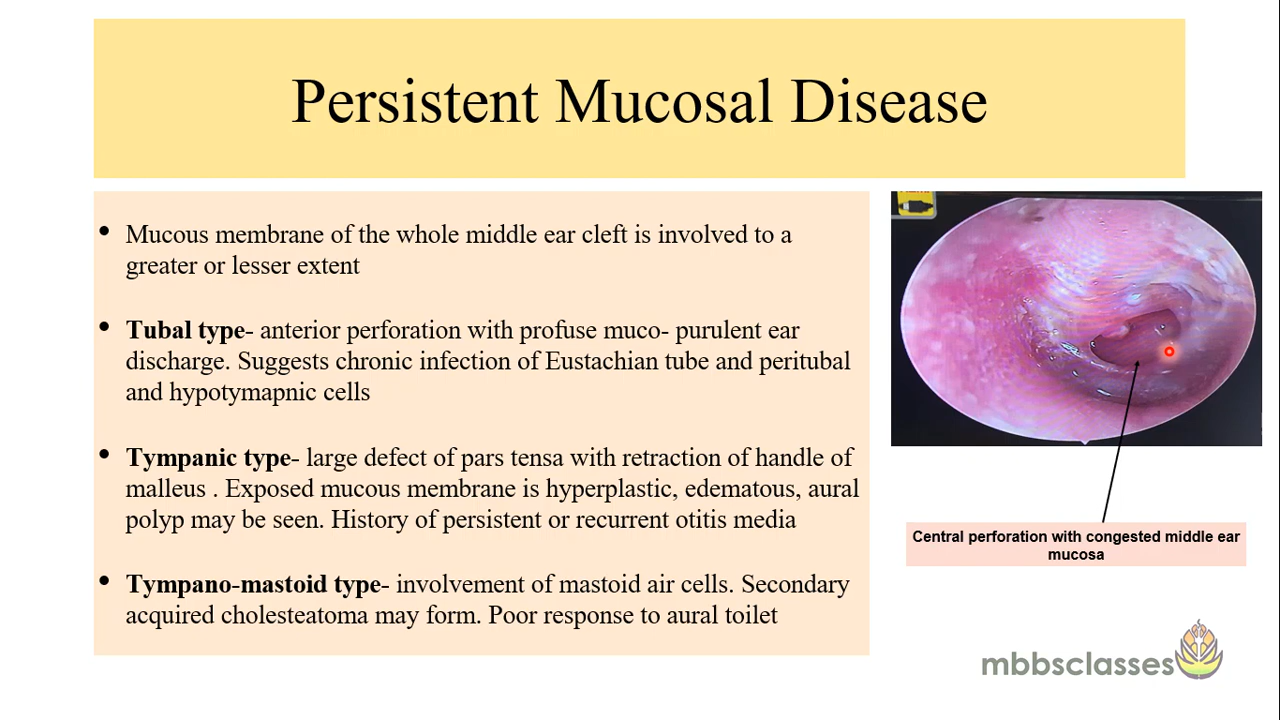 Persistent Mucosal Disease
• Mucous membrane of the whole middle ear cleft is involved to a
greater or lesser extent
• Tubal type- anterior perforation with profuse muco- purulent ear
discharge. Suggests chronic infection of Eustachian tube and peritubal
and hypotymapnic cells
• Tympanic type- large defect of pars tensa with retraction of handle of
malleus . Exposed mucous membrane is hyperplastic, edematous, aural
polyp may be seen. History of persistent or recurrent otitis media
• Tympano-mastoid type- involvement of mastoid air cells. Secondary
acquired cholesteatoma may form. Poor response to aural toilet
Central perforation with congested middle ear
mucosa
mbbsclasses